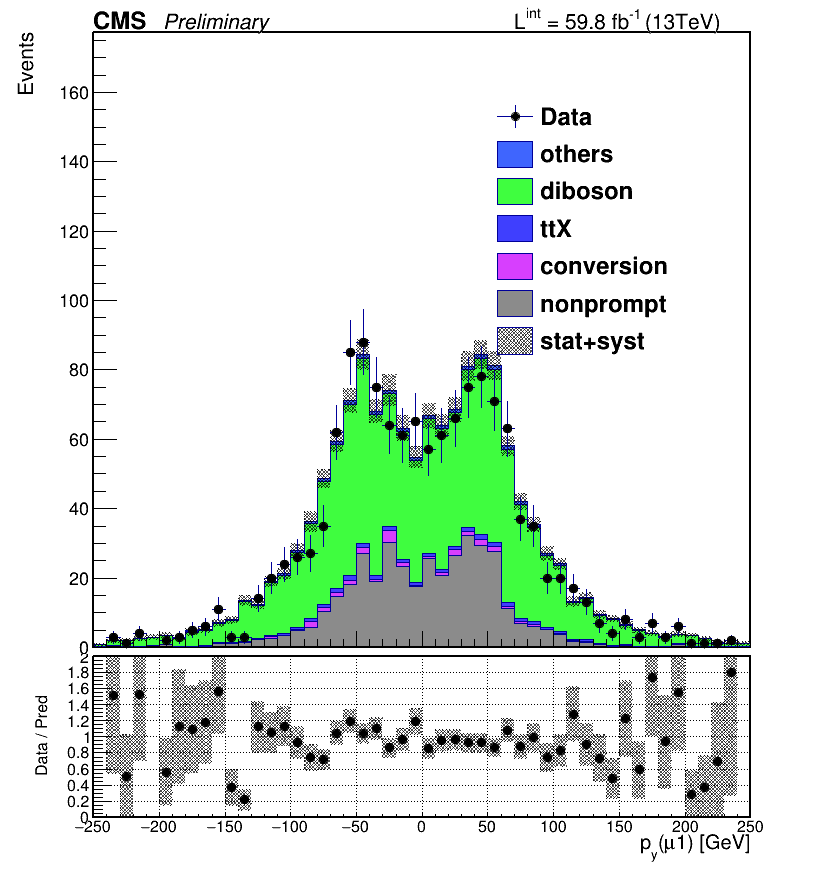 CMS Preliminary L^int = 59.8 fb^-1 (13TeV)
Events
160
140
120
100
80
60
40
20
0
Data
others
diboson
ttX
conversion
nonprompt
stat+syst
Data / Pred
2
1.8
1.6
1.4
1.2
1
0.8
0.6
0.4
0.2
0
−250 −200 −150 −100 −50 0 50 100 150 200 250
p_y(μ1) [GeV]